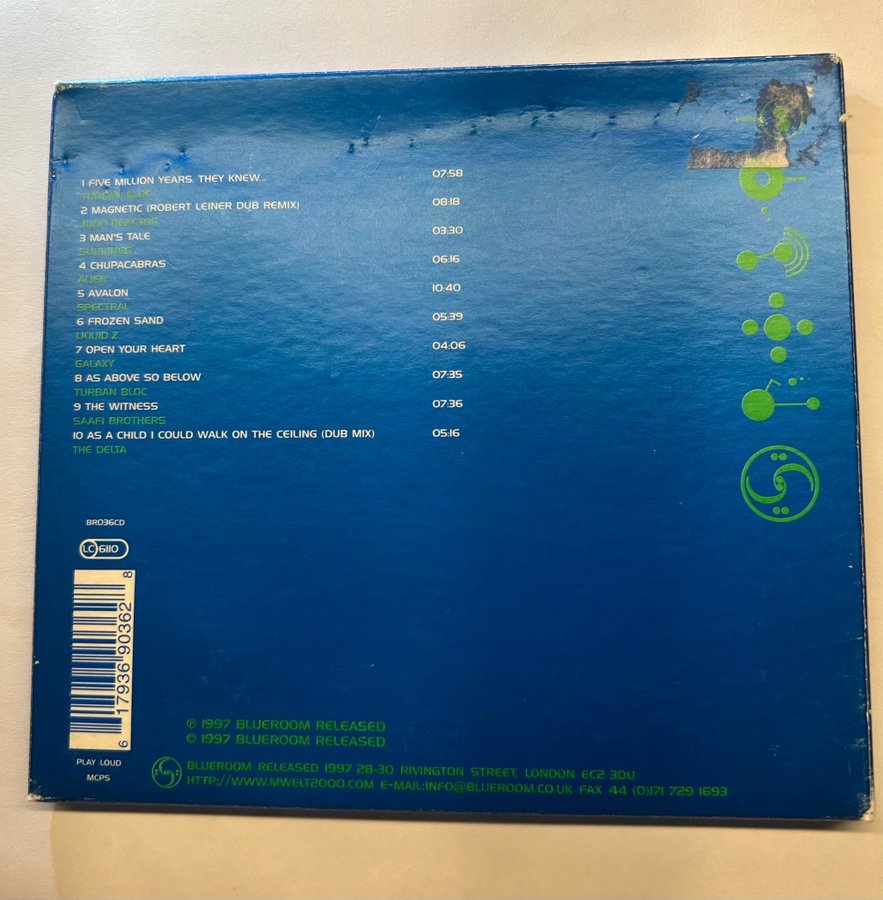 1 FIVE MILLION YEARS. THEY KNEW... 07:58
TURBAN BLOC
2 MAGNETIC (ROBERT LEINER DUB REMIX) 08.18
JUNO REACTOR
3 MAN'S TALE 03:30
SUNKINGS
4 CHUPACABRAS 06:16
ALIEN
5 AVALON 10:40
SPECTRAL
6 FROZEN SAND 05:39
LIQUID Z
7 OPEN YOUR HEART 04:06
GALAXY
8 AS ABOVE SO BELOW 07:35
TURBAN BLOC
9 THE WITNESS 07:36
SAAFI BROTHERS
10 AS A CHILD I COULD WALK ON THE CEILING (DUB MIX) 05:16
THE DELTA
BR036CD
LC 6110
6 17936 90362 8
PLAY LOUD
MCPS
℗ 1997 BLUEROOM RELEASED
© 1997 BLUEROOM RELEASED
BLUEROOM RELEASED 1997 28-30 RIVINGTON STREET, LONDON EC2 3DU
HTTP://WWW.MWELT2000.COM E-MAIL:INFO@BLUEROOM.CO.UK FAX 44 (0)171 729 1693